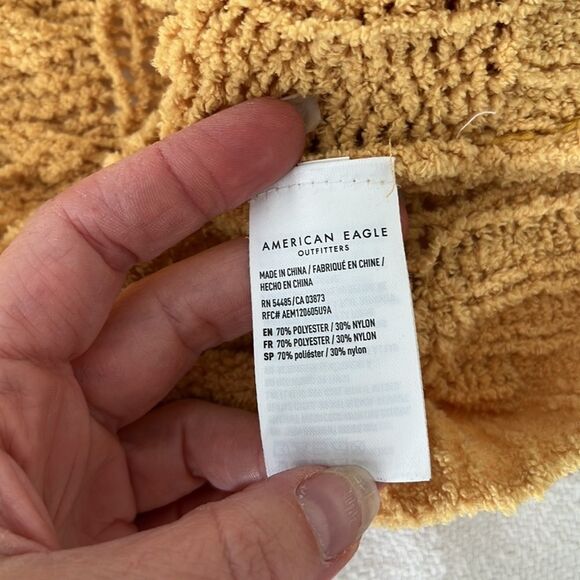 AMERICAN EAGLE
OUTFITTERS
MADE IN CHINA / FABRIQUÉ EN CHINE /
HECHO EN CHINA
RN 54485 / CA 03873
RFC# AEM120605U9A
EN 70% POLYESTER / 30% NYLON
FR 70% POLYESTER / 30% NYLON
SP 70% poliéster / 30% nylon